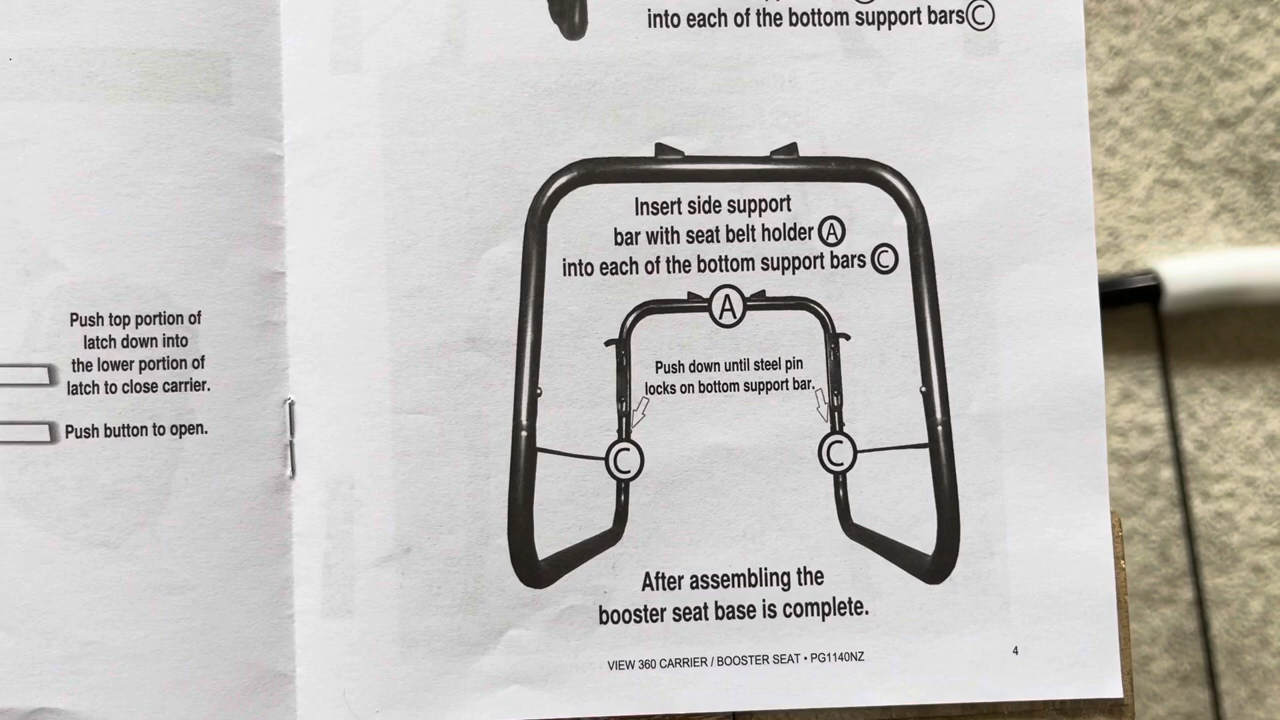 Push top portion of
latch down into
the lower portion of
latch to close carrier.
Push button to open.
into each of the bottom support bars Ⓒ
Insert side support
bar with seat belt holder Ⓐ
into each of the bottom support bars Ⓒ
Ⓐ
Push down until steel pin
locks on bottom support bar.
Ⓒ
Ⓒ
After assembling the
booster seat base is complete.
VIEW 360 CARRIER / BOOSTER SEAT • PG1140NZ
4